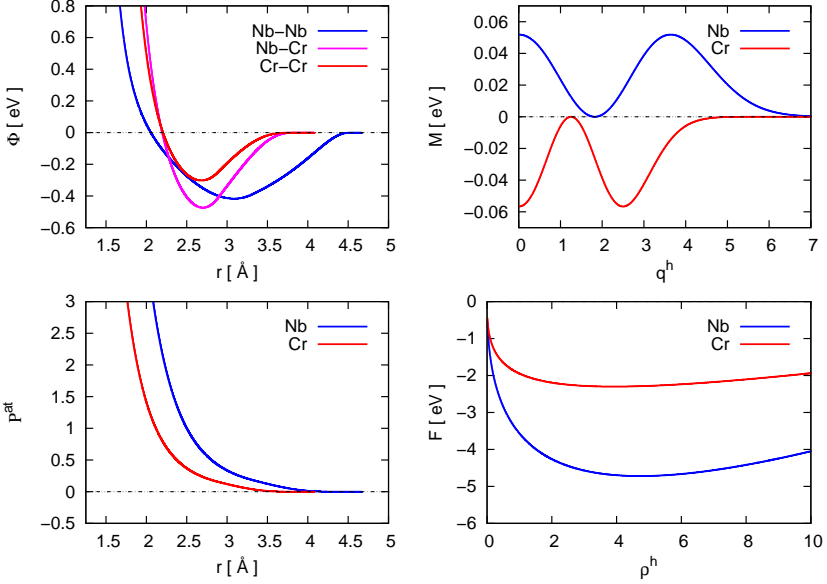 0.8
0.6
0.4
0.2
0
−0.2
−0.4
−0.6
Φ [ eV ]
Nb−Nb
Nb−Cr
Cr−Cr
1.5 2 2.5 3 3.5 4 4.5 5
r [ Å ]
0.06
0.04
0.02
0
−0.02
−0.04
−0.06
M [ eV ]
Nb
Cr
0 1 2 3 4 5 6 7
q^h
3
2.5
2
1.5
1
0.5
0
−0.5
ρ^at
Nb
Cr
1.5 2 2.5 3 3.5 4 4.5 5
r [ Å ]
0
−1
−2
−3
−4
−5
−6
F [ eV ]
Nb
Cr
0 2 4 6 8 10
ρ^h